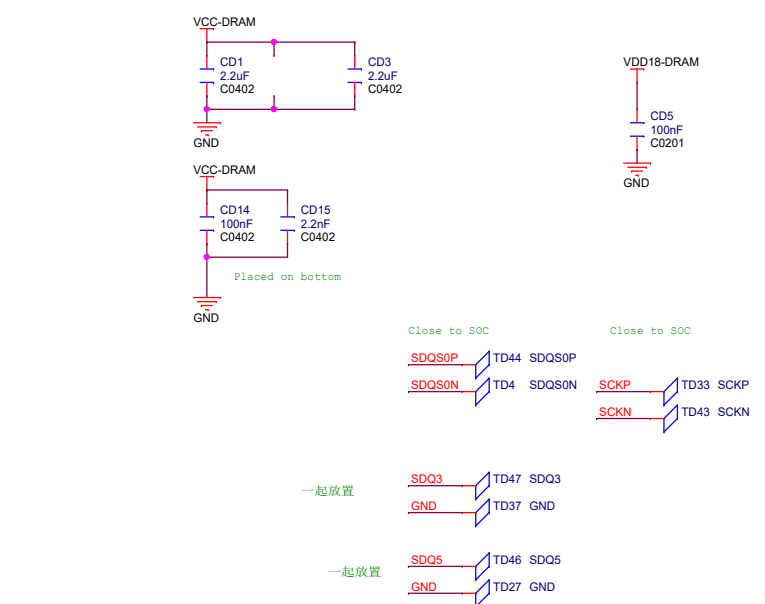 VCC-DRAM
CD1
2.2uF
C0402
CD3
2.2uF
C0402
GND
VDD18-DRAM
CD5
100nF
C0201
GND
VCC-DRAM
CD14
100nF
C0402
CD15
2.2nF
C0402
Placed on bottom
GND
Close to SOC
SDQS0P TD44 SDQS0P
SDQS0N TD4 SDQS0N
Close to SOC
SCKP TD33 SCKP
SCKN TD43 SCKN
一起放置
SDQ3 TD47 SDQ3
GND TD37 GND
一起放置
SDQ5 TD46 SDQ5
GND TD27 GND